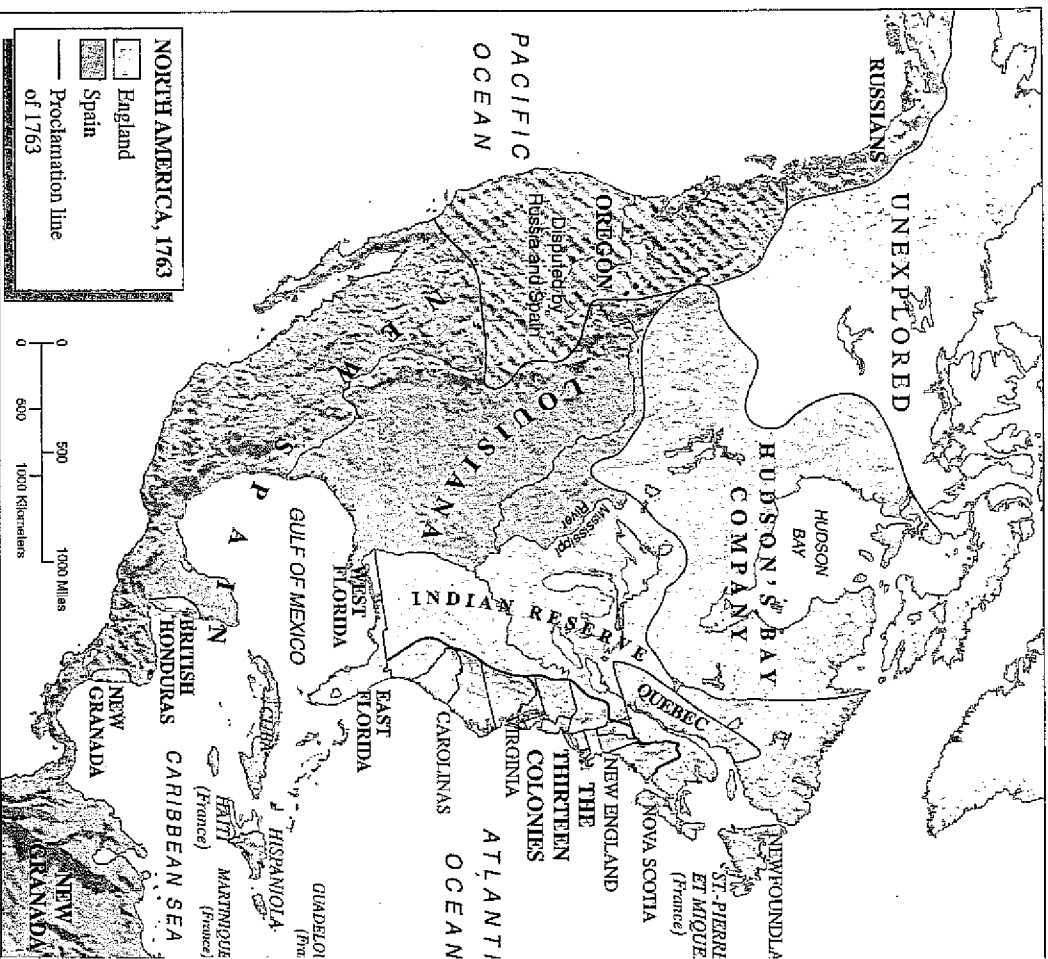 NORTH AMERICA, 1763
England
Spain
Proclamation line
of 1763
0 500 1000 Miles
0 600 1000 Kilometers
PACIFIC
OCEAN
RUSSIANS
UNEXPLORED
OREGON
Disputed by
Russia and Spain
HUDSON'S BAY
COMPANY
HUDSON
BAY
LOUISIANA
Mississippi
River
NEW SPAIN
INDIAN RESERVE
QUEBEC
NEWFOUNDLA
ST.-PIERRE
ET MIQUE
(France)
NOVA SCOTIA
NEW ENGLAND
THE
THIRTEEN
COLONIES
VIRGINIA
CAROLINAS
ATLANTI
OCEAN
WEST
FLORIDA
EAST
FLORIDA
GULF OF MEXICO
CUBA
HISPANIOLA
HAITI
(France)
GUADELOU
(Fra
MARTINIQUE
(France)
BRITISH
HONDURAS
CARIBBEAN SEA
NEW
GRANADA
NEW
GRANADA